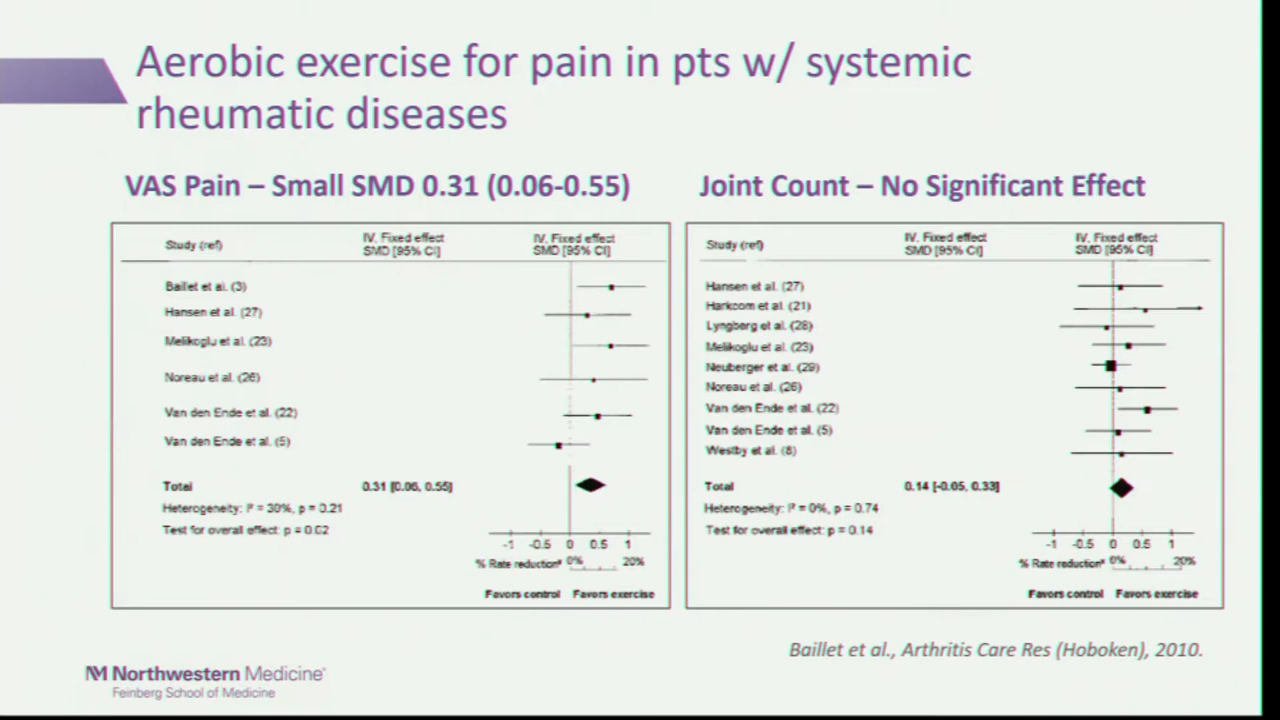 Aerobic exercise for pain in pts w/ systemic
rheumatic diseases
VAS Pain – Small SMD 0.31 (0.06-0.55)
Study (ref)
IV. Fixed effect
SMD [95% CI]
IV. Fixed effect
SMD [95% CI]
Baillet et al. (3)
Hansen et al. (27)
Melikoglu et al. (23)
Noreau et al. (26)
Van den Ende et al. (22)
Van den Ende et al. (5)
Total 0.31 [0.06, 0.55]
Heterogeneity: I² = 30%, p = 0.21
Test for overall effect: p = 0.02
-1 -0.5 0 0.5 1
% Rate reduction* 0% 20%
Favors control Favors exercise
Joint Count – No Significant Effect
Study (ref)
IV. Fixed effect
SMD [95% CI]
IV. Fixed effect
SMD [95% CI]
Hansen et al. (27)
Harkcom et al. (21)
Lyngberg et al. (28)
Melikoglu et al. (23)
Neuberger et al. (29)
Noreau et al. (26)
Van den Ende et al. (22)
Van den Ende et al. (5)
Westby et al. (8)
Total 0.14 [-0.05, 0.33]
Heterogeneity: I² = 0%, p = 0.74
Test for overall effect: p = 0.14
-1 -0.5 0 0.5 1
% Rate reduction* 0% 20%
Favors control Favors exercise
Baillet et al., Arthritis Care Res (Hoboken), 2010.
M Northwestern Medicine®
Feinberg School of Medicine